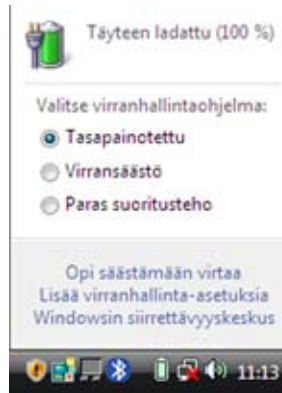 Täyteen ladattu (100 %)
Valitse virranhallintaohjelma:
Tasapainotettu
Virransäästö
Paras suoritusteho
Opi säästämään virtaa
Lisää virranhallinta-asetuksia
Windowsin siirrettävyyskeskus
11:13